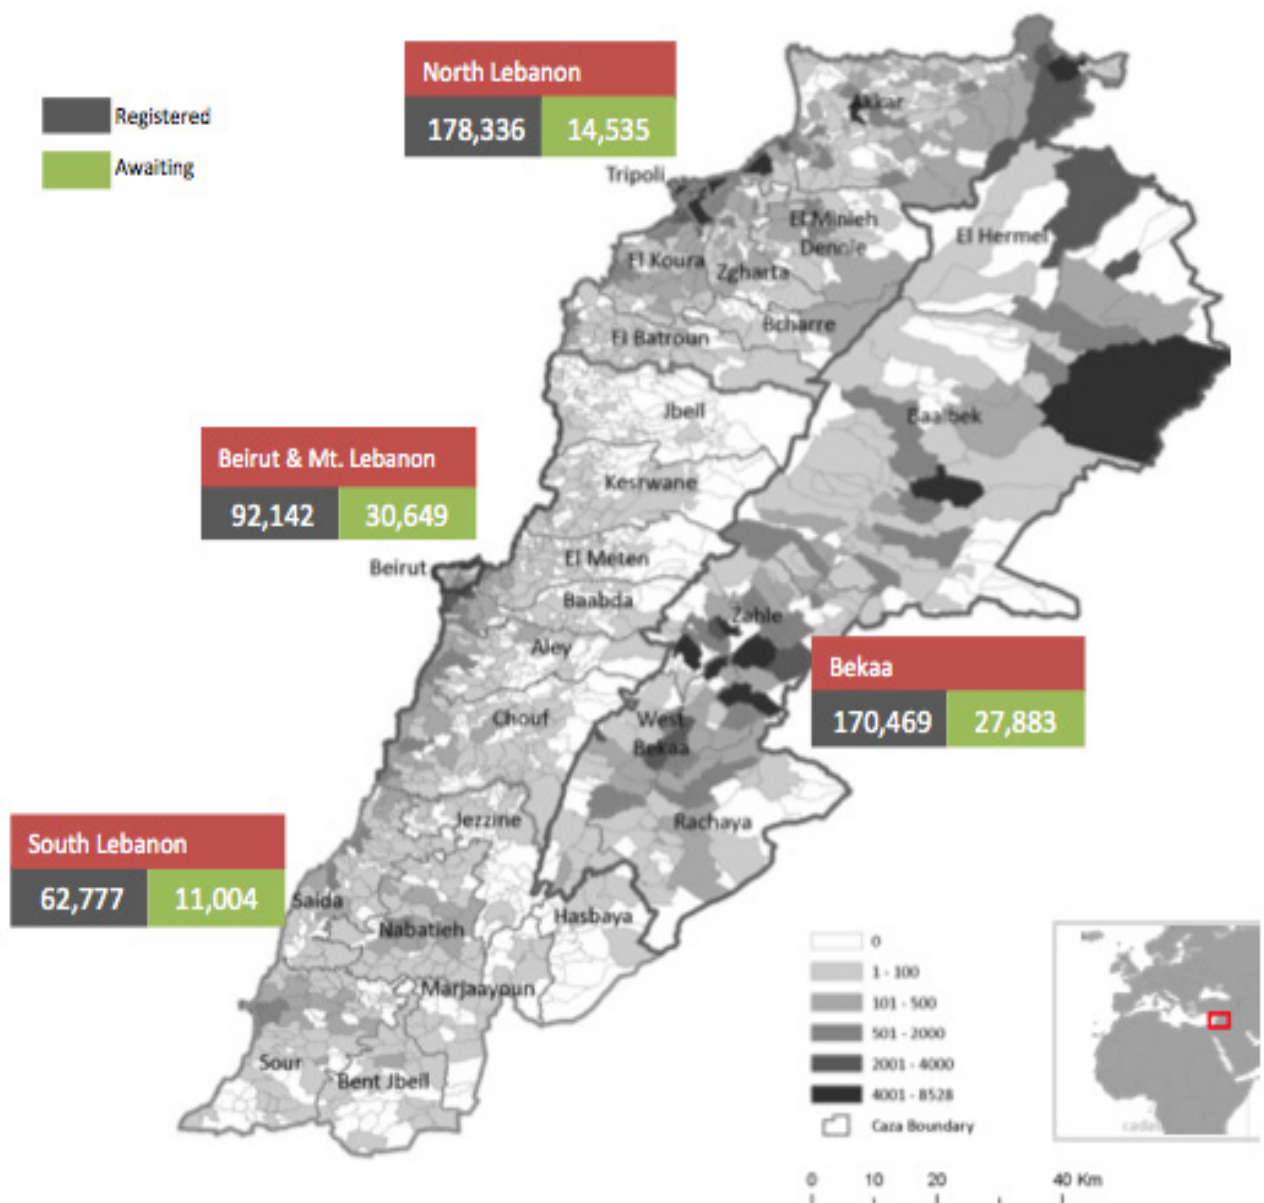 North Lebanon
178,336 14,535
Registered
Awaiting
Akkar
Tripoli
El Minieh
Dennie
El Hermel
El Koura
Zgharta
Bcharre
El Batroun
Jbeil
Baalbek
Beirut & Mt. Lebanon
92,142 30,649
Kesrwane
El Meten
Beirut
Baabda
Zahle
Aley
Bekaa
170,469 27,883
Chouf
West
Bekaa
Jezzine
Rachaya
South Lebanon
62,777 11,004
Saida
Nabatieh
Hasbaya
Marjaayoun
Sour
Bent Jbeil
0
1 - 100
101 - 500
501 - 2000
2001 - 4000
4001 - 8528
Caza Boundary
0 10 20 40 Km